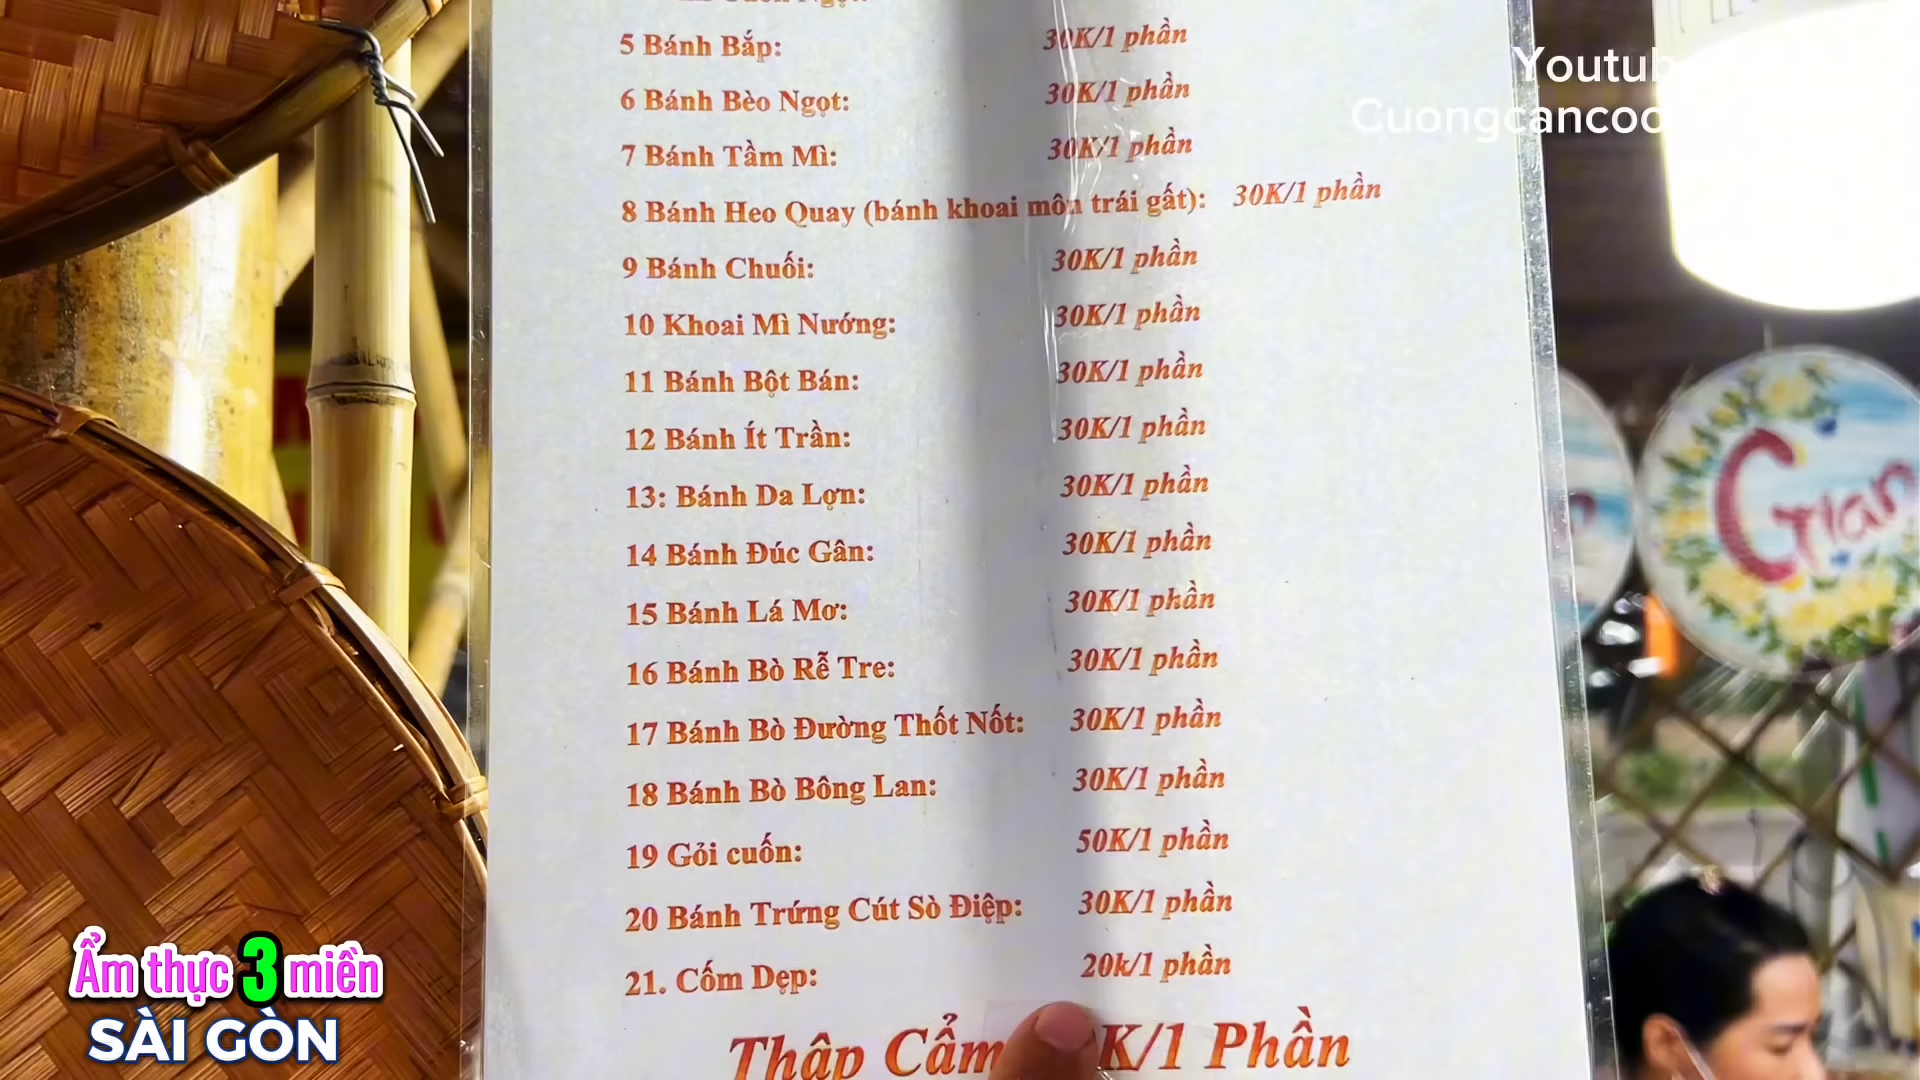 5 Bánh Bắp: 30K/1 phần
6 Bánh Bèo Ngọt: 30K/1 phần
7 Bánh Tằm Mì: 30K/1 phần
8 Bánh Heo Quay (bánh khoai môn trái gất): 30K/1 phần
9 Bánh Chuối: 30K/1 phần
10 Khoai Mì Nướng: 30K/1 phần
11 Bánh Bột Bán: 30K/1 phần
12 Bánh Ít Trần: 30K/1 phần
13: Bánh Da Lợn: 30K/1 phần
14 Bánh Đúc Gân: 30K/1 phần
15 Bánh Lá Mơ: 30K/1 phần
16 Bánh Bò Rễ Tre: 30K/1 phần
17 Bánh Bò Đường Thốt Nốt: 30K/1 phần
18 Bánh Bò Bông Lan: 30K/1 phần
19 Gỏi cuốn: 50K/1 phần
20 Bánh Trứng Cút Sò Điệp: 30K/1 phần
21. Cốm Dẹp: 20k/1 phần
Thập Cẩm K/1 Phần
Ẩm thực 3 miền
SÀI GÒN